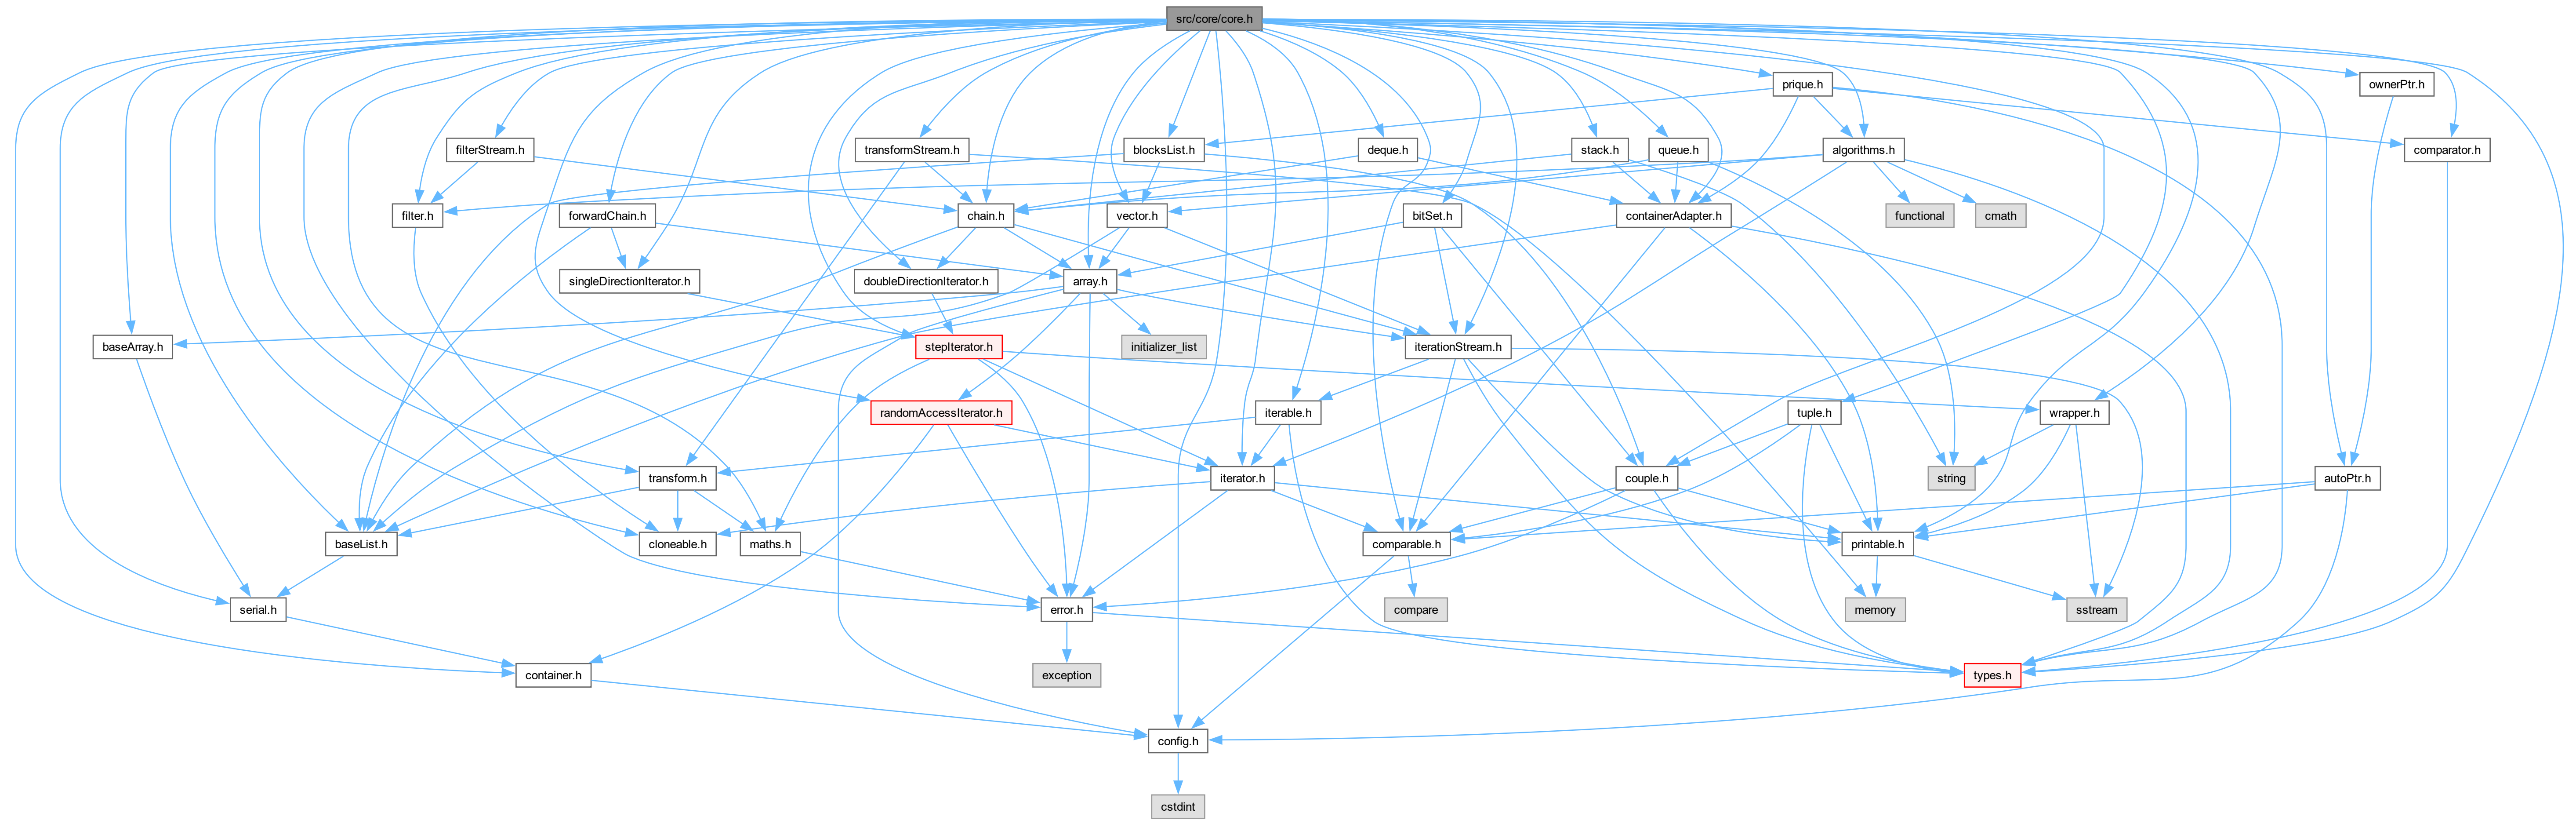 src/core/core.h
prique.h
ownerPtr.h
filterStream.h
transformStream.h
blocksList.h
deque.h
stack.h
queue.h
algorithms.h
comparator.h
filter.h
forwardChain.h
chain.h
vector.h
bitSet.h
containerAdapter.h
functional
cmath
singleDirectionIterator.h
doubleDirectionIterator.h
array.h
baseArray.h
stepIterator.h
initializer_list
iterationStream.h
randomAccessIterator.h
iterable.h
tuple.h
wrapper.h
transform.h
iterator.h
couple.h
string
autoPtr.h
baseList.h
cloneable.h
maths.h
comparable.h
printable.h
serial.h
error.h
compare
memory
sstream
container.h
exception
types.h
config.h
cstdint